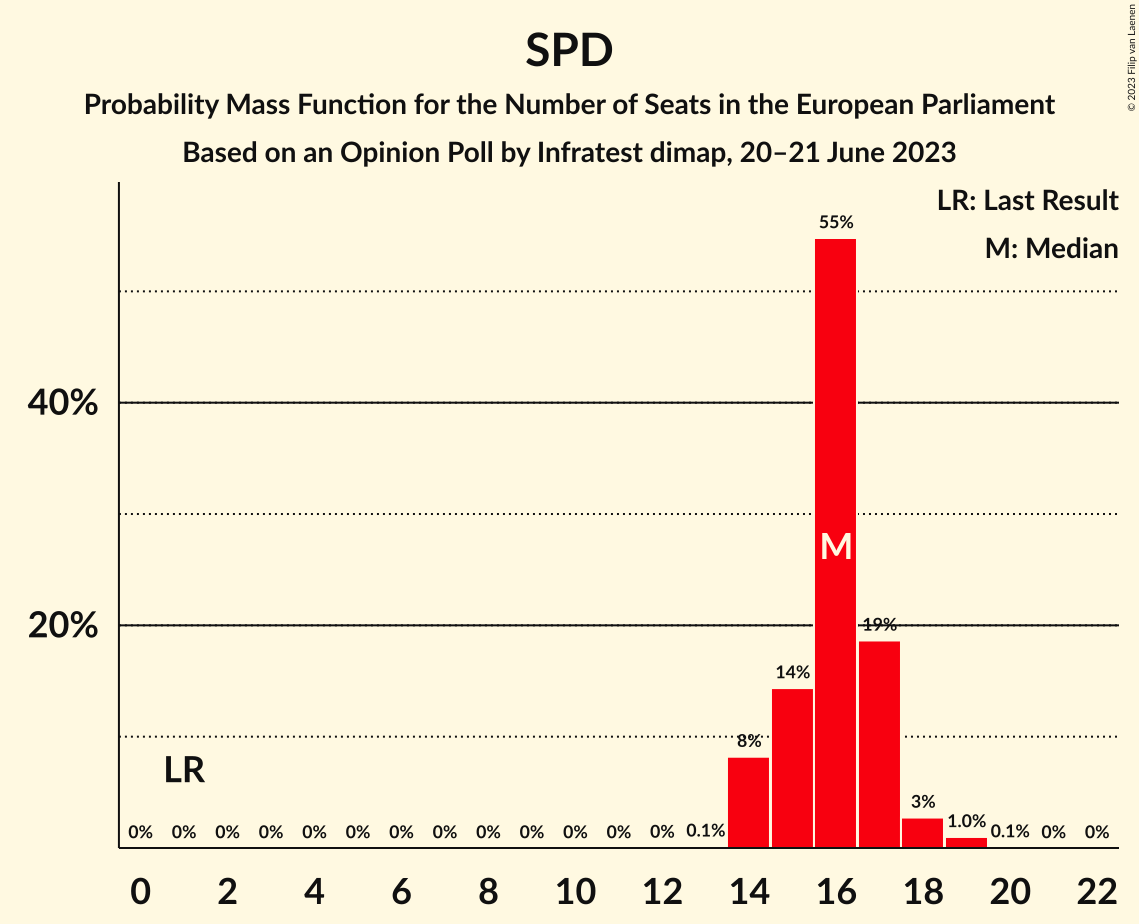 SPD
Probability Mass Function for the Number of Seats in the European Parliament
Based on an Opinion Poll by Infratest dimap, 20–21 June 2023
© 2023 Filip van Laenen
LR: Last Result
M: Median
55%
40%
M
20%
19%
14%
8%
LR
3%
0% 0% 0% 0% 0% 0% 0% 0% 0% 0% 0% 0% 0% 0.1% 1.0% 0.1% 0% 0%
0 2 4 6 8 10 12 14 16 18 20 22